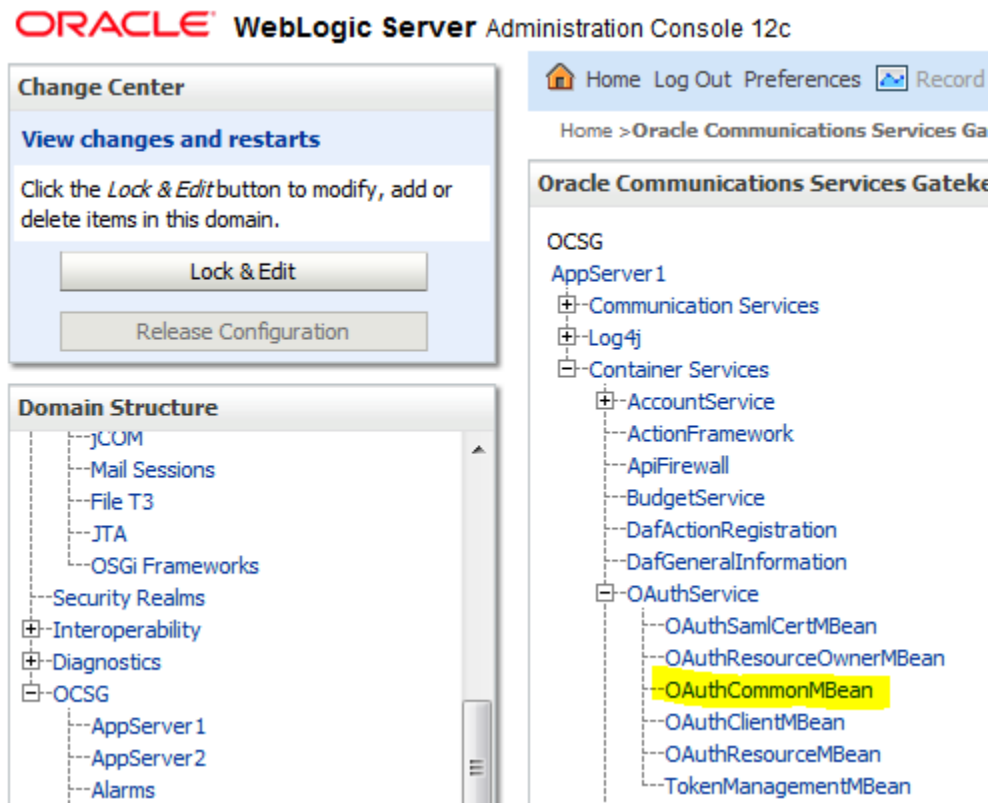 ORACLE WebLogic Server Administration Console 12c
Change Center
View changes and restarts
Click the Lock & Edit button to modify, add or
delete items in this domain.
Lock & Edit
Release Configuration
Domain Structure
jCOM
Mail Sessions
File T3
JTA
OSGi Frameworks
Security Realms
Interoperability
Diagnostics
OCSG
AppServer1
AppServer2
Alarms
Home Log Out Preferences Record
Home >Oracle Communications Services Ga
Oracle Communications Services Gateke
OCSG
AppServer1
Communication Services
Log4j
Container Services
AccountService
ActionFramework
ApiFirewall
BudgetService
DafActionRegistration
DafGeneralInformation
OAuthService
OAuthSamlCertMBean
OAuthResourceOwnerMBean
OAuthCommonMBean
OAuthClientMBean
OAuthResourceMBean
TokenManagementMBean